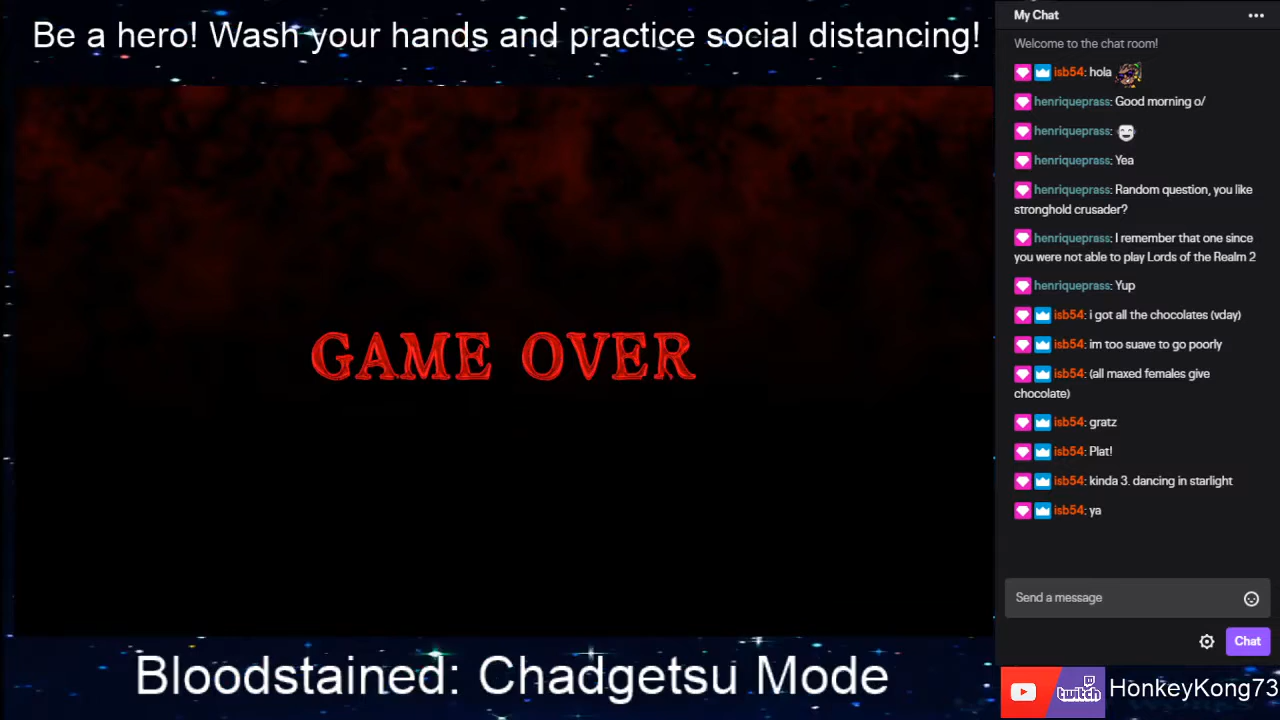 Be a hero! Wash your hands and practice social distancing!
GAME OVER
Bloodstained: Chadgetsu Mode
My Chat
Welcome to the chat room!
isb54: hola
henriqueprass: Good morning o/
henriqueprass:
henriqueprass: Yea
henriqueprass: Random question, you like
stronghold crusader?
henriqueprass: I remember that one since
you were not able to play Lords of the Realm 2
henriqueprass: Yup
isb54: i got all the chocolates (vday)
isb54: im too suave to go poorly
isb54: (all maxed females give
chocolate)
isb54: gratz
isb54: Plat!
isb54: kinda 3. dancing in starlight
isb54: ya
Send a message
Chat
twitch HonkeyKong73